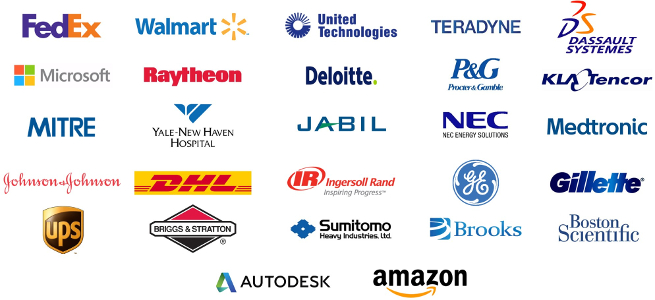 FedEx
Walmart
United
Technologies
TERADYNE
DASSAULT
SYSTEMES
Microsoft
Raytheon
Deloitte.
P&G
Procter & Gamble
KLA Tencor
MITRE
YALE-NEW HAVEN
HOSPITAL
JABIL
NEC
NEC ENERGY SOLUTIONS
Medtronic
Johnson & Johnson
DHL
IR Ingersoll Rand
Inspiring Progress™
GE
Gillette®
ups
BRIGGS & STRATTON
®
Sumitomo
Heavy Industries, Ltd.
Brooks
Boston
Scientific
AUTODESK
amazon